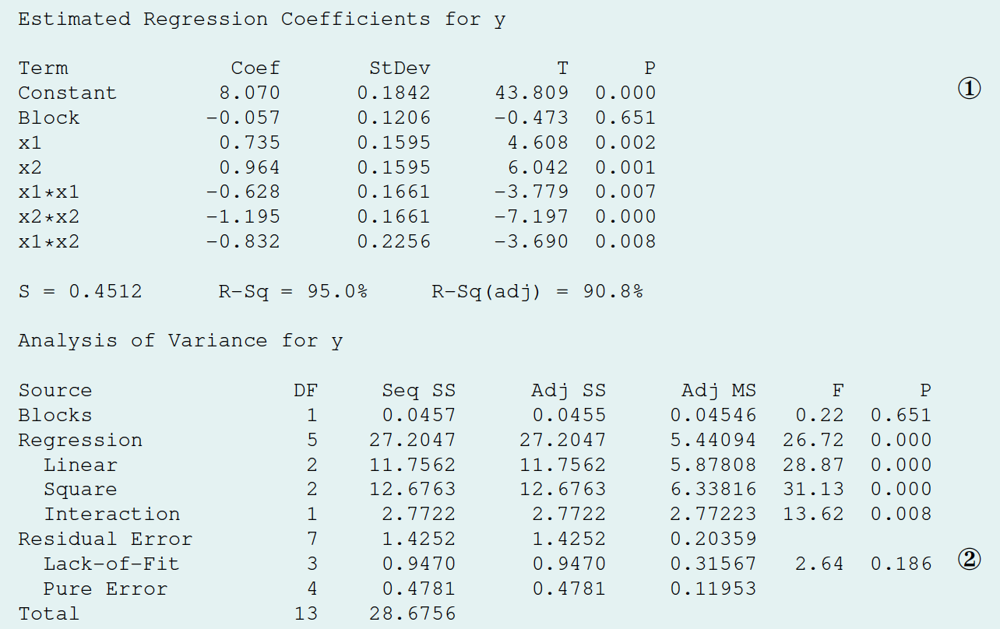 Estimated Regression Coefficients for y
Term Coef StDev T P
Constant 8.070 0.1842 43.809 0.000 ①
Block -0.057 0.1206 -0.473 0.651
x1 0.735 0.1595 4.608 0.002
x2 0.964 0.1595 6.042 0.001
x1*x1 -0.628 0.1661 -3.779 0.007
x2*x2 -1.195 0.1661 -7.197 0.000
x1*x2 -0.832 0.2256 -3.690 0.008
S = 0.4512 R-Sq = 95.0% R-Sq(adj) = 90.8%
Analysis of Variance for y
Source DF Seq SS Adj SS Adj MS F P
Blocks 1 0.0457 0.0455 0.04546 0.22 0.651
Regression 5 27.2047 27.2047 5.44094 26.72 0.000
Linear 2 11.7562 11.7562 5.87808 28.87 0.000
Square 2 12.6763 12.6763 6.33816 31.13 0.000
Interaction 1 2.7722 2.7722 2.77223 13.62 0.008
Residual Error 7 1.4252 1.4252 0.20359
Lack-of-Fit 3 0.9470 0.9470 0.31567 2.64 0.186 ②
Pure Error 4 0.4781 0.4781 0.11953
Total 13 28.6756